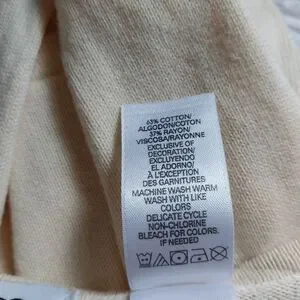 63% COTTON/
ALGODON/COTON
37% RAYON/
VISCOSA/RAYONNE
EXCLUSIVE OF
DECORATION/
EXCLUYENDO
EL ADORNO/
À L'EXCEPTION
DES GARNITURES
MACHINE WASH WARM
WASH WITH LIKE
COLORS
DELICATE CYCLE
NON-CHLORINE
BLEACH FOR COLORS.
IF NEEDED